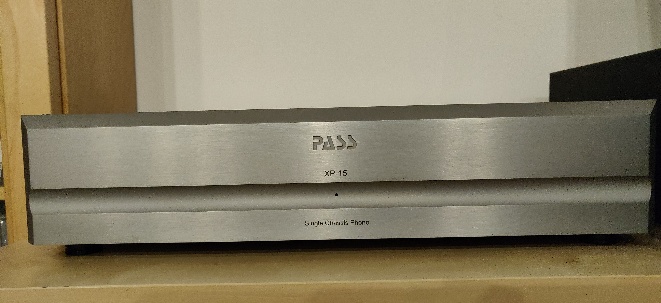 PASS
XP 15
Single Chassis Phono